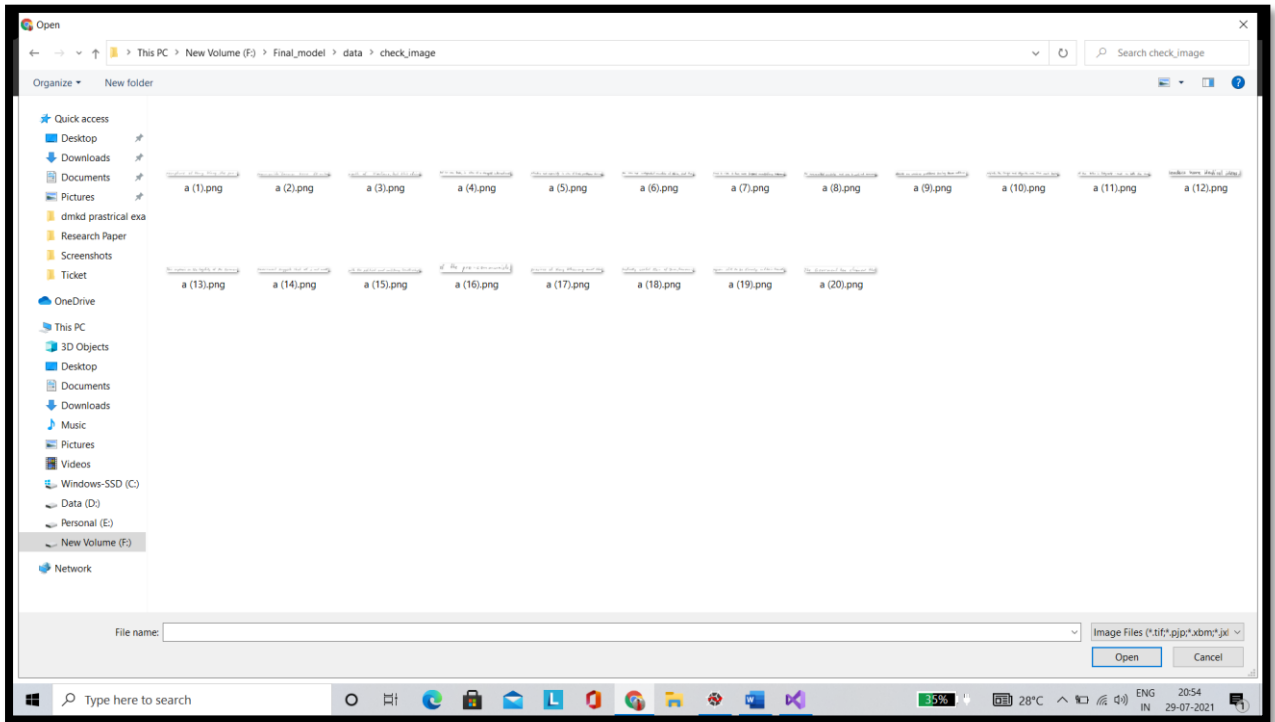 Open
This PC > New Volume (F:) > Final_model > data > check_image
Search check_image
Organize
New folder
Quick access
Desktop
Downloads
Documents
Pictures
dmkd prastrical exa
Research Paper
Screenshots
Ticket
OneDrive
This PC
3D Objects
Desktop
Documents
Downloads
Music
Pictures
Videos
Windows-SSD (C:)
Data (D:)
Personal (E:)
New Volume (F:)
Network
a (1).png
a (2).png
a (3).png
a (4).png
a (5).png
a (6).png
a (7).png
a (8).png
a (9).png
a (10).png
a (11).png
a (12).png
a (13).png
a (14).png
a (15).png
a (16).png
a (17).png
a (18).png
a (19).png
a (20).png
File name:
Image Files (*.tif;*.pjp;*.xbm;*.jxl
Open
Cancel
Type here to search
35%
28°C
ENG
IN
20:54
29-07-2021
1